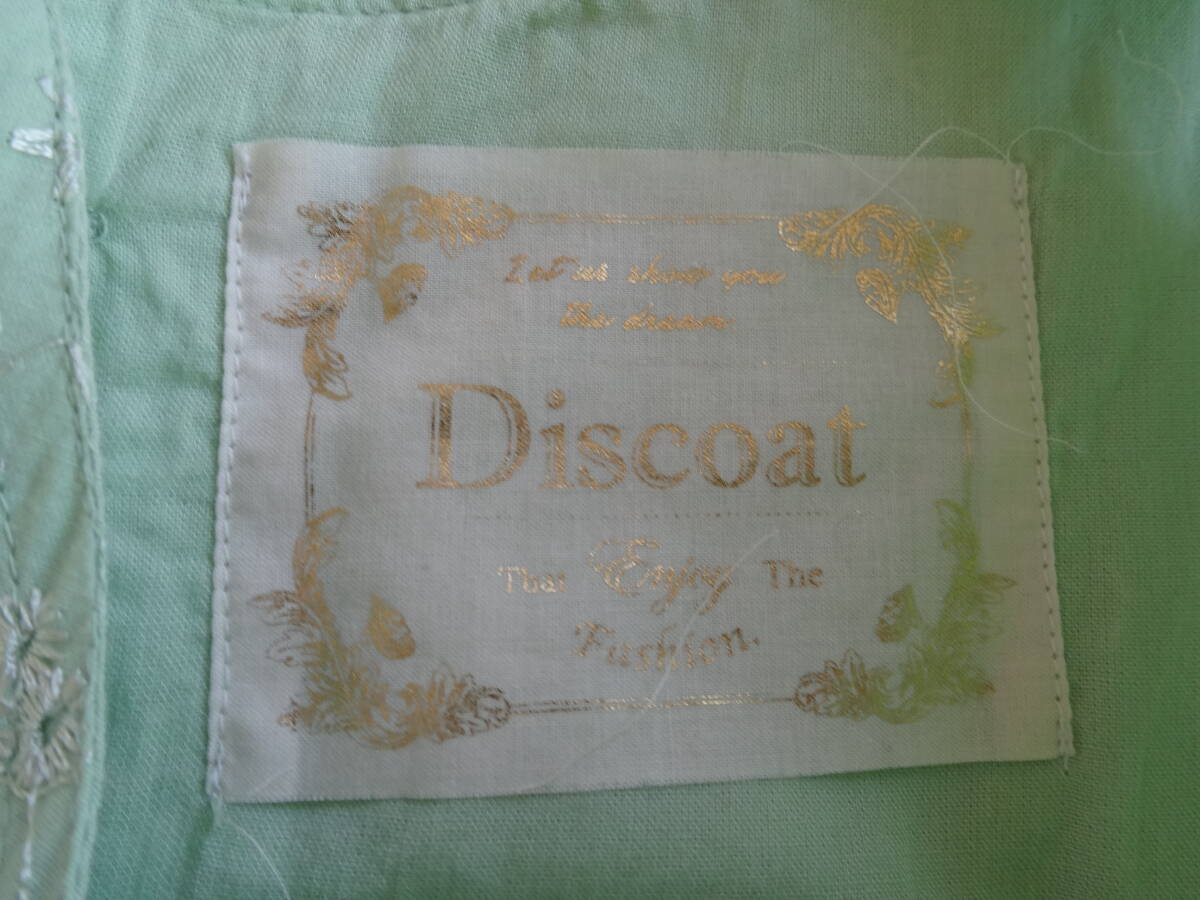 Let us show you
the dream
Discoat
That Enjoy The
Fashion.